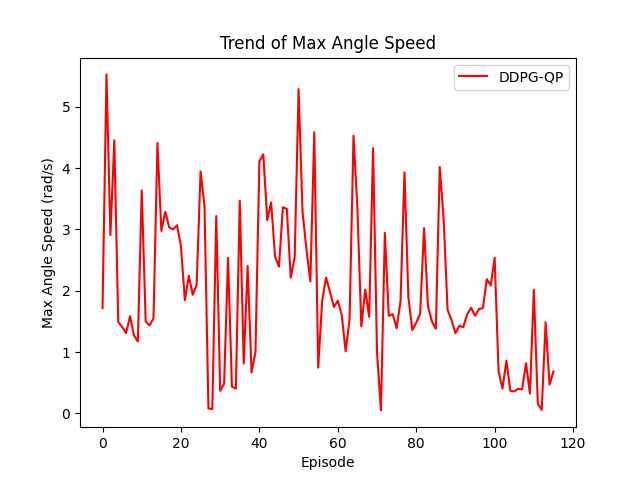 Trend of Max Angle Speed
DDPG-QP
Max Angle Speed (rad/s)
5
4
3
2
1
0
0 20 40 60 80 100 120
Episode